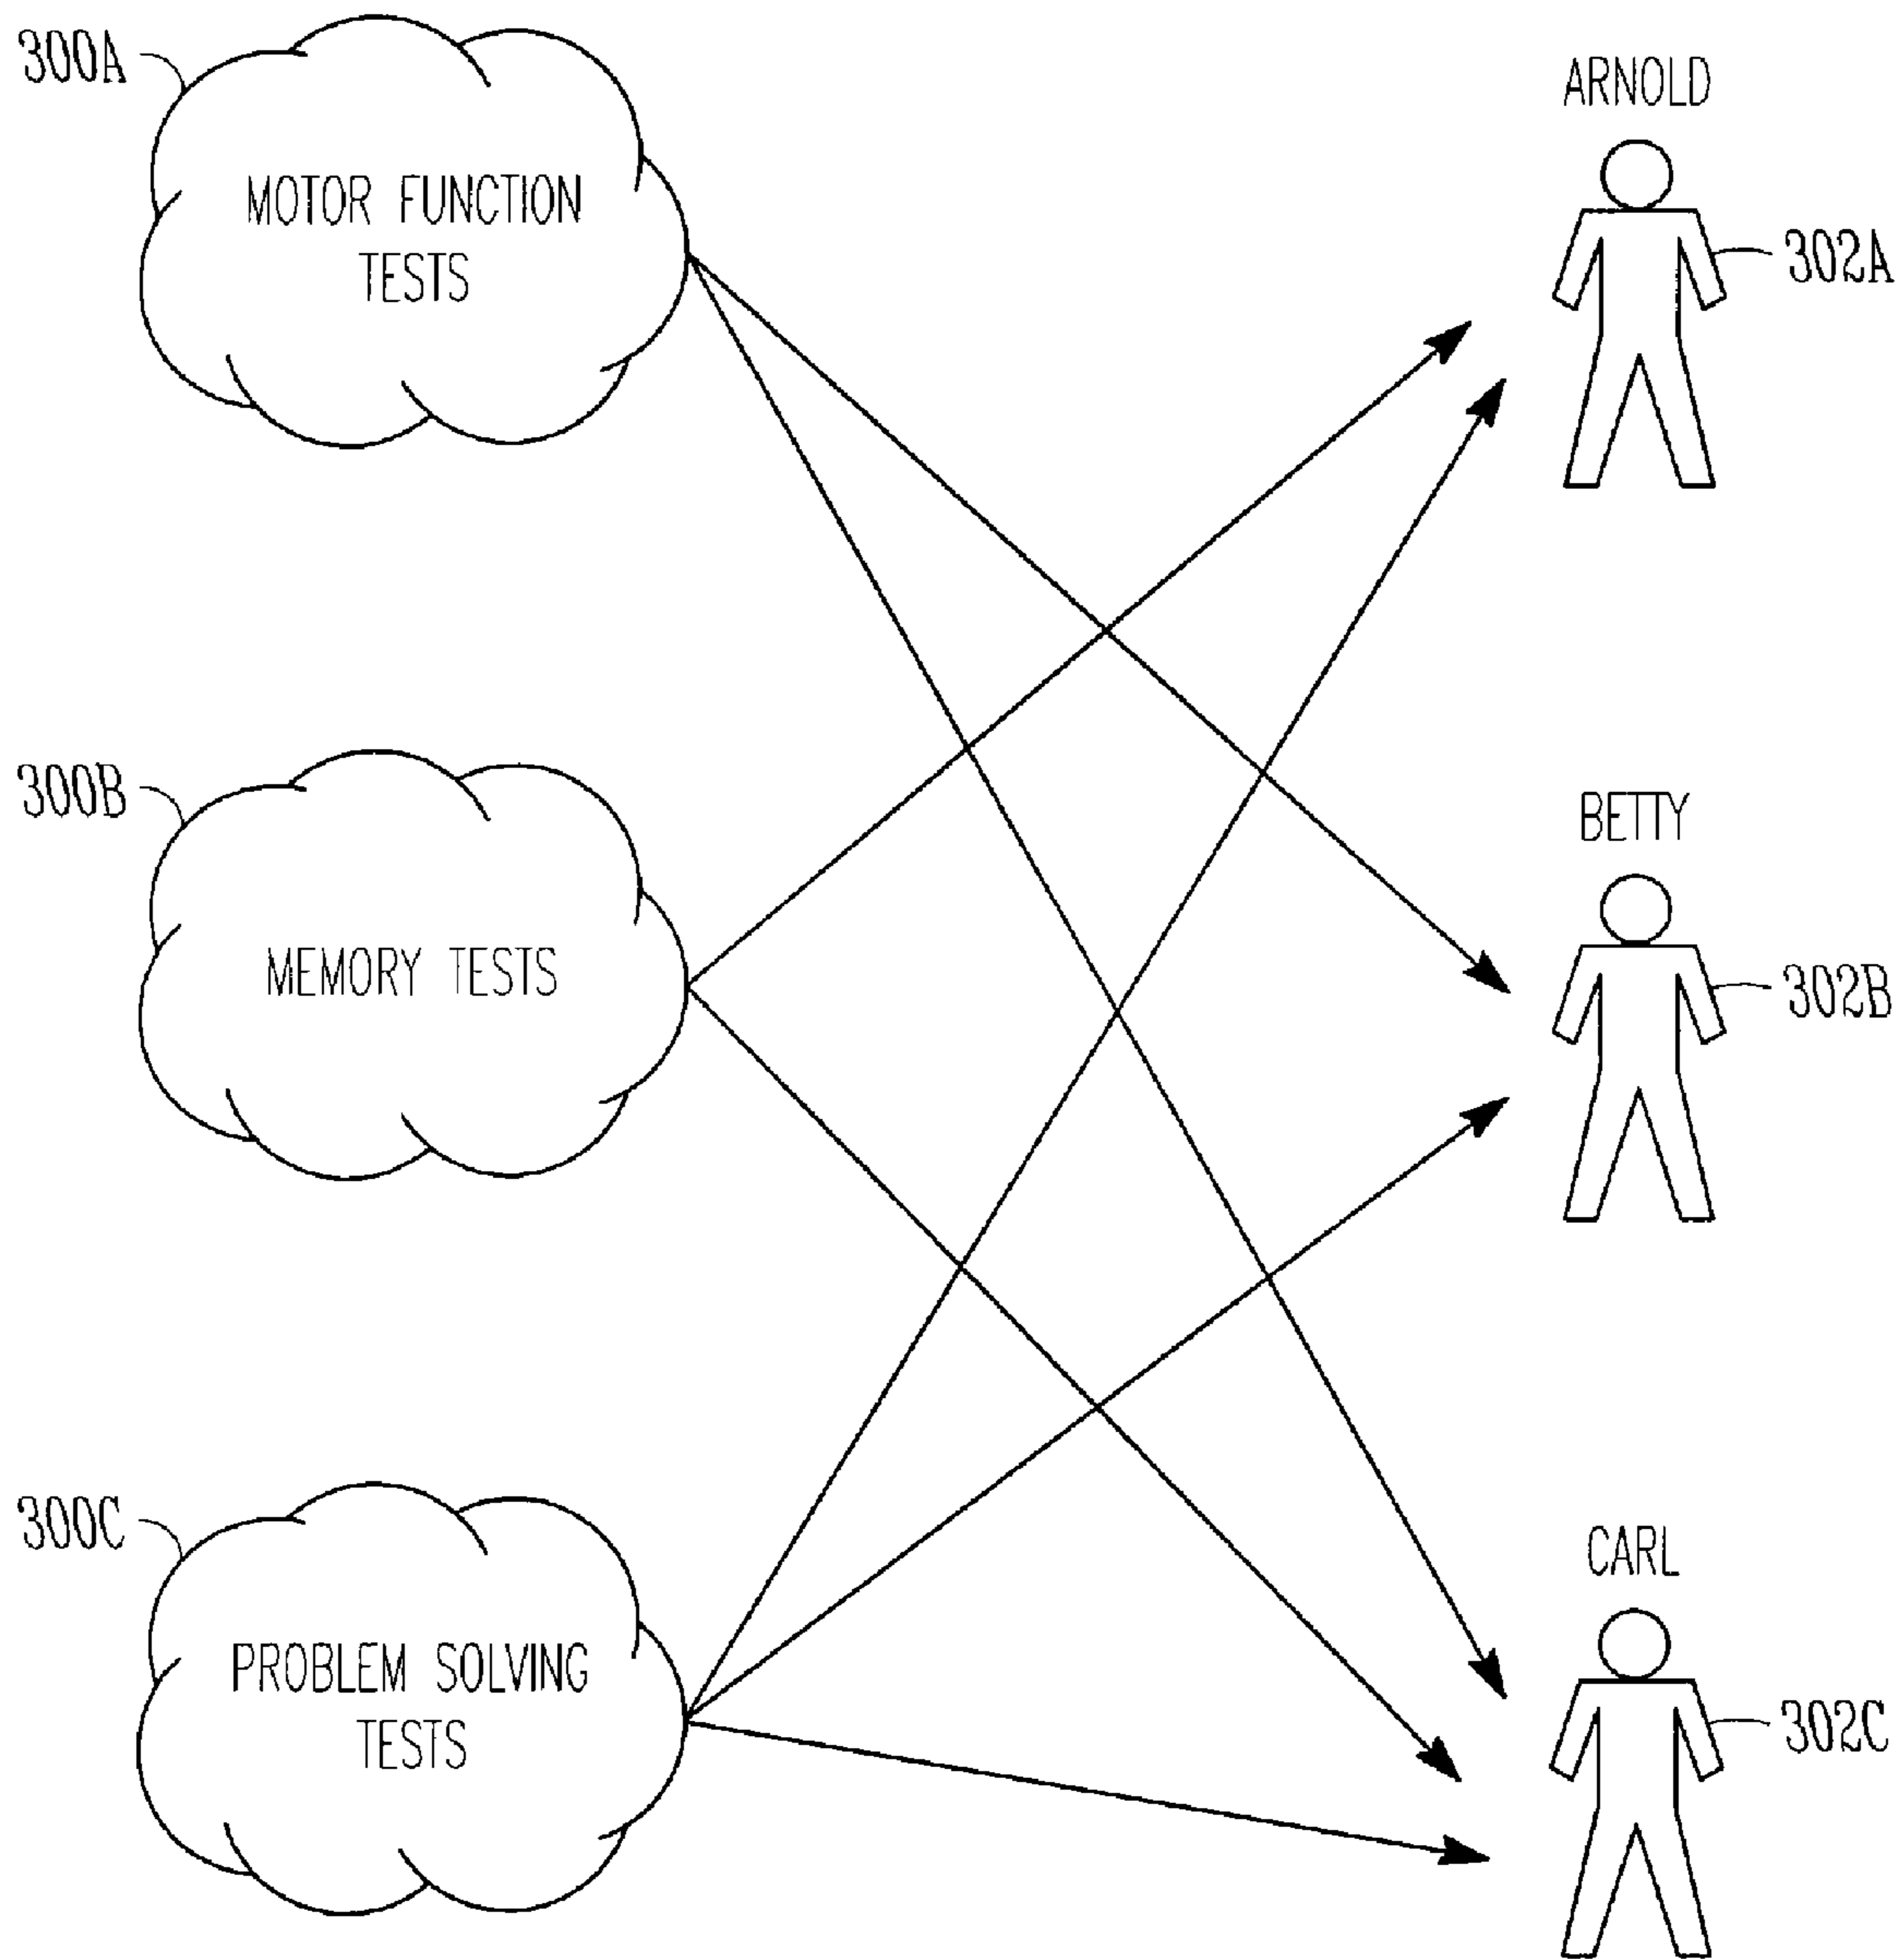 300A
MOTOR FUNCTION
TESTS
ARNOLD
302A
300B
MEMORY TESTS
BETTY
302B
300C
PROBLEM SOLVING
TESTS
CARL
302C